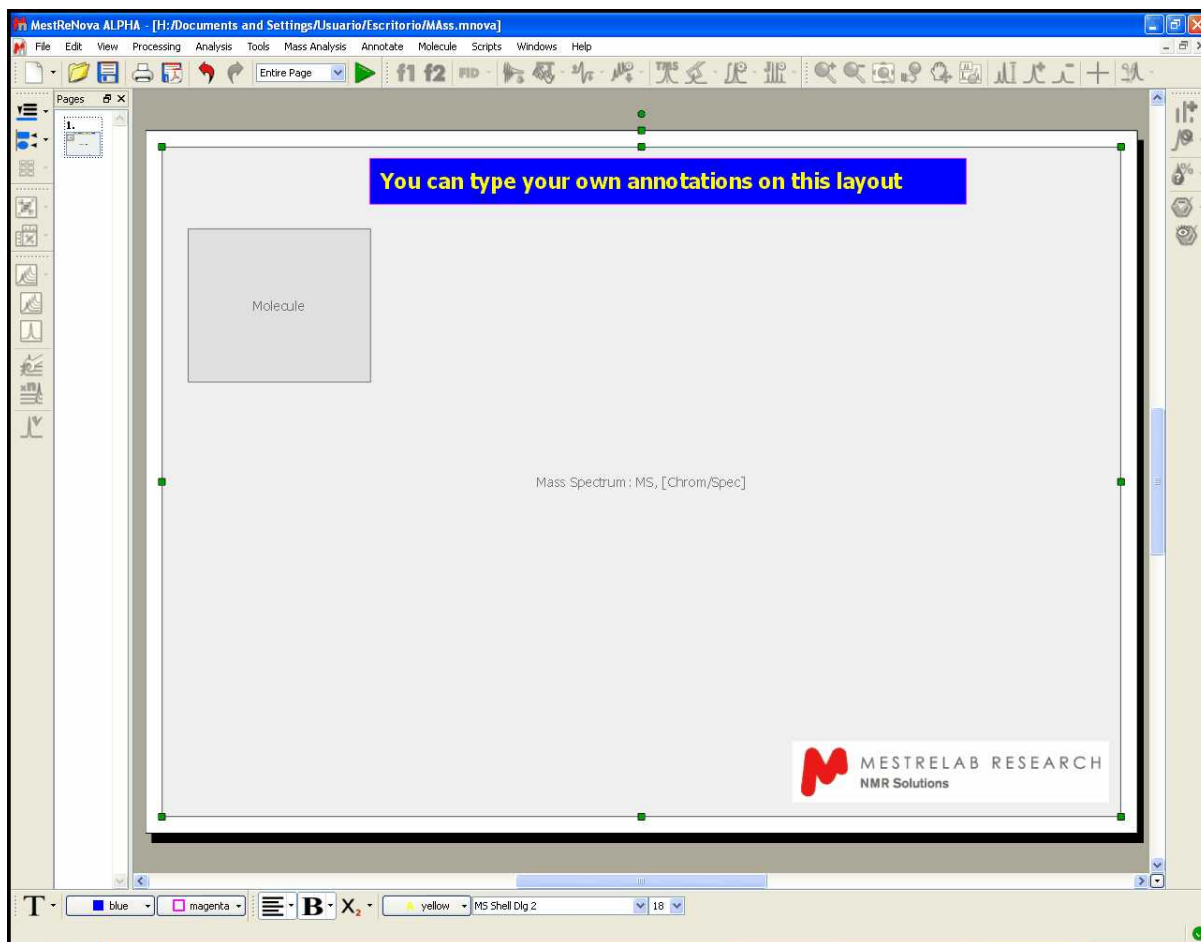 MestReNova ALPHA - [H:/Documents and Settings/Usuario/Escritorio/MAss.mnova]
File Edit View Processing Analysis Tools Mass Analysis Annotate Molecule Scripts Windows Help
Entire Page f1 f2 FID TMS
Pages
1.
You can type your own annotations on this layout
Molecule
Mass Spectrum : MS, [Chrom/Spec]
MESTRELAB RESEARCH
NMR Solutions
T blue magenta B X2 yellow MS Shell Dlg 2 18